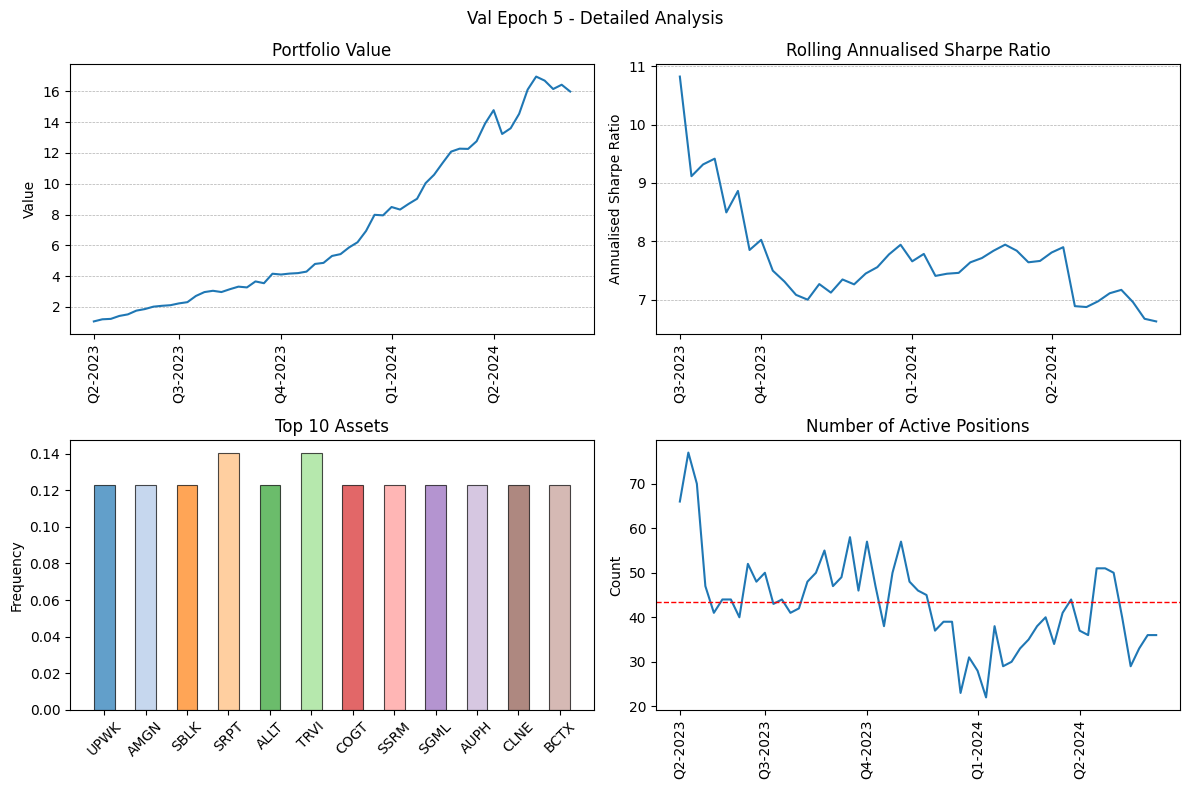 Val Epoch 5 - Detailed Analysis
Portfolio Value
Value
16
14
12
10
8
6
4
2
Q2-2023
Q3-2023
Q4-2023
Q1-2024
Q2-2024
Rolling Annualised Sharpe Ratio
Annualised Sharpe Ratio
11
10
9
8
7
Q3-2023
Q4-2023
Q1-2024
Q2-2024
Top 10 Assets
Frequency
0.14
0.12
0.10
0.08
0.06
0.04
0.02
0.00
UPWK
AMGN
SBLK
SRPT
ALLT
TRVI
COGT
SSRM
SGML
AUPH
CLNE
BCTX
Number of Active Positions
Count
70
60
50
40
30
20
Q2-2023
Q3-2023
Q4-2023
Q1-2024
Q2-2024